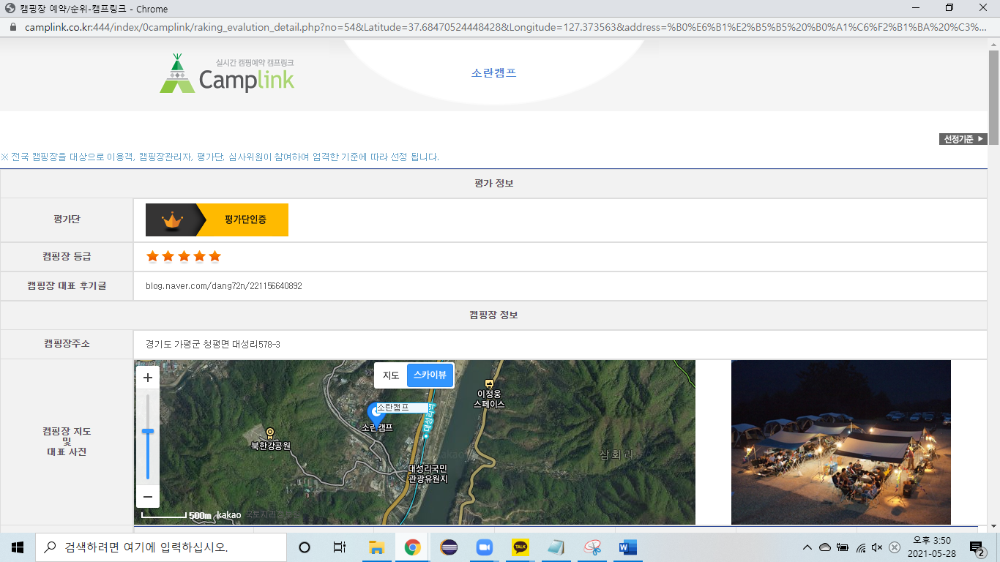 캠핑장 예약/순위-캠프링크 - Chrome
camplink.co.kr:444/index/0camplink/raking_evalution_detail.php?no=54&Latitude=37.68470524448428&Longitude=127.373563&address=%B0%E6%B1%E2%B5%B5%20%B0%A1%C6%F2%B1%BA%20%C3%...
실시간 캠핑예약 캠프링크
Camplink
소란캠프
선정기준
※ 전국 캠핑장을 대상으로 이용객, 캠핑장관리자, 평가단, 심사위원이 참여하여 엄격한 기준에 따라 선정 됩니다.
평가 정보
평가단
평가단인증
캠핑장 등급
캠핑장 대표 후기글
blog.naver.com/dang72n/221156640892
캠핑장 정보
캠핑장주소
경기도 가평군 청평면 대성리578-3
캠핑장 지도
및
대표 사진
지도
스카이뷰
이정웅
스페이스
소란캠프
소란캠프
대성리역
북한강공원
대성리국민
관광유원지
삼회리
500m
kakao
국토지리정보원
검색하려면 여기에 입력하십시오.
TALK
오후 3:50
2021-05-28
2